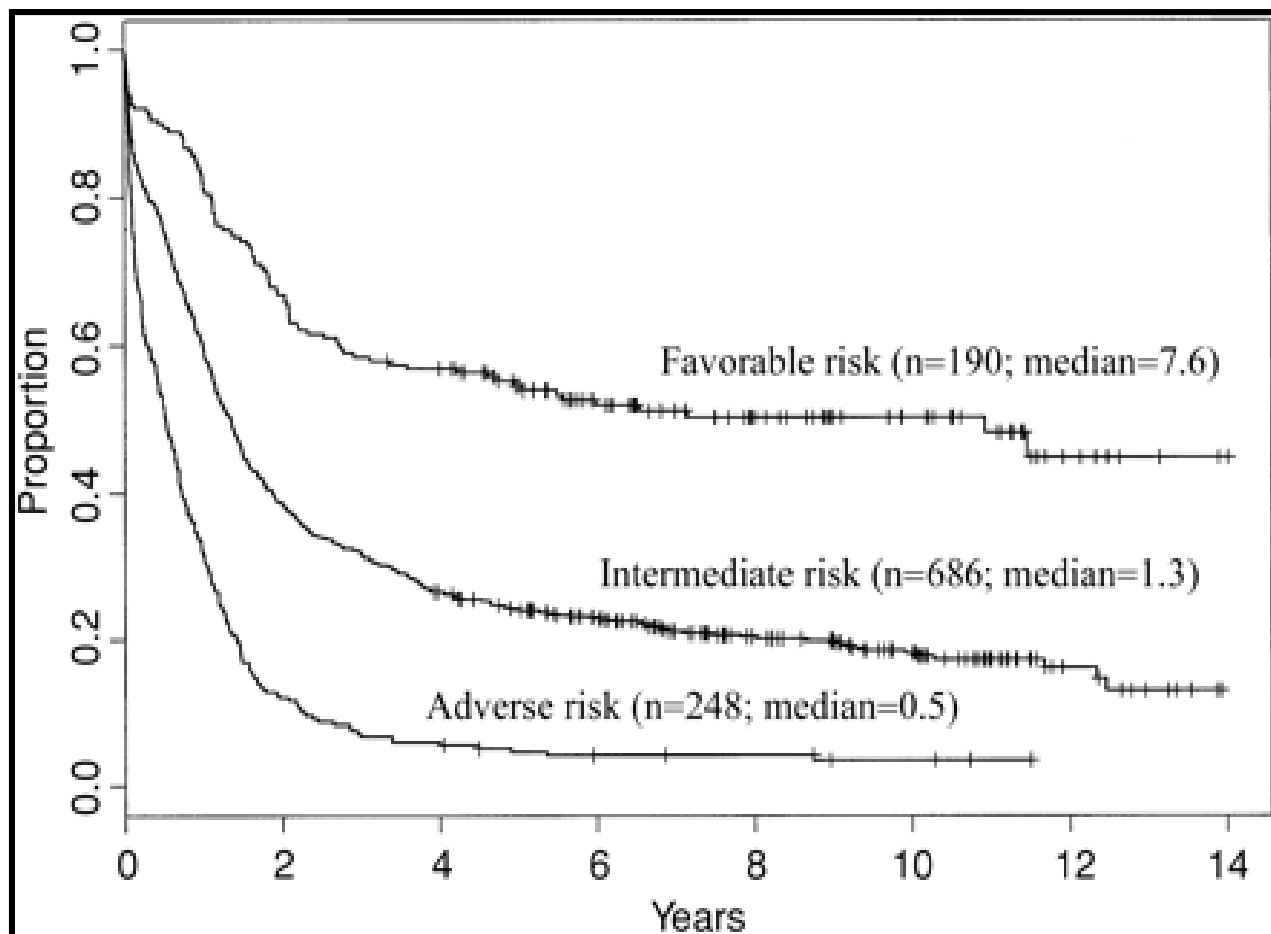 Proportion
1.0
0.8
0.6
0.4
0.2
0.0
Favorable risk (n=190; median=7.6)
Intermediate risk (n=686; median=1.3)
Adverse risk (n=248; median=0.5)
0 2 4 6 8 10 12 14
Years